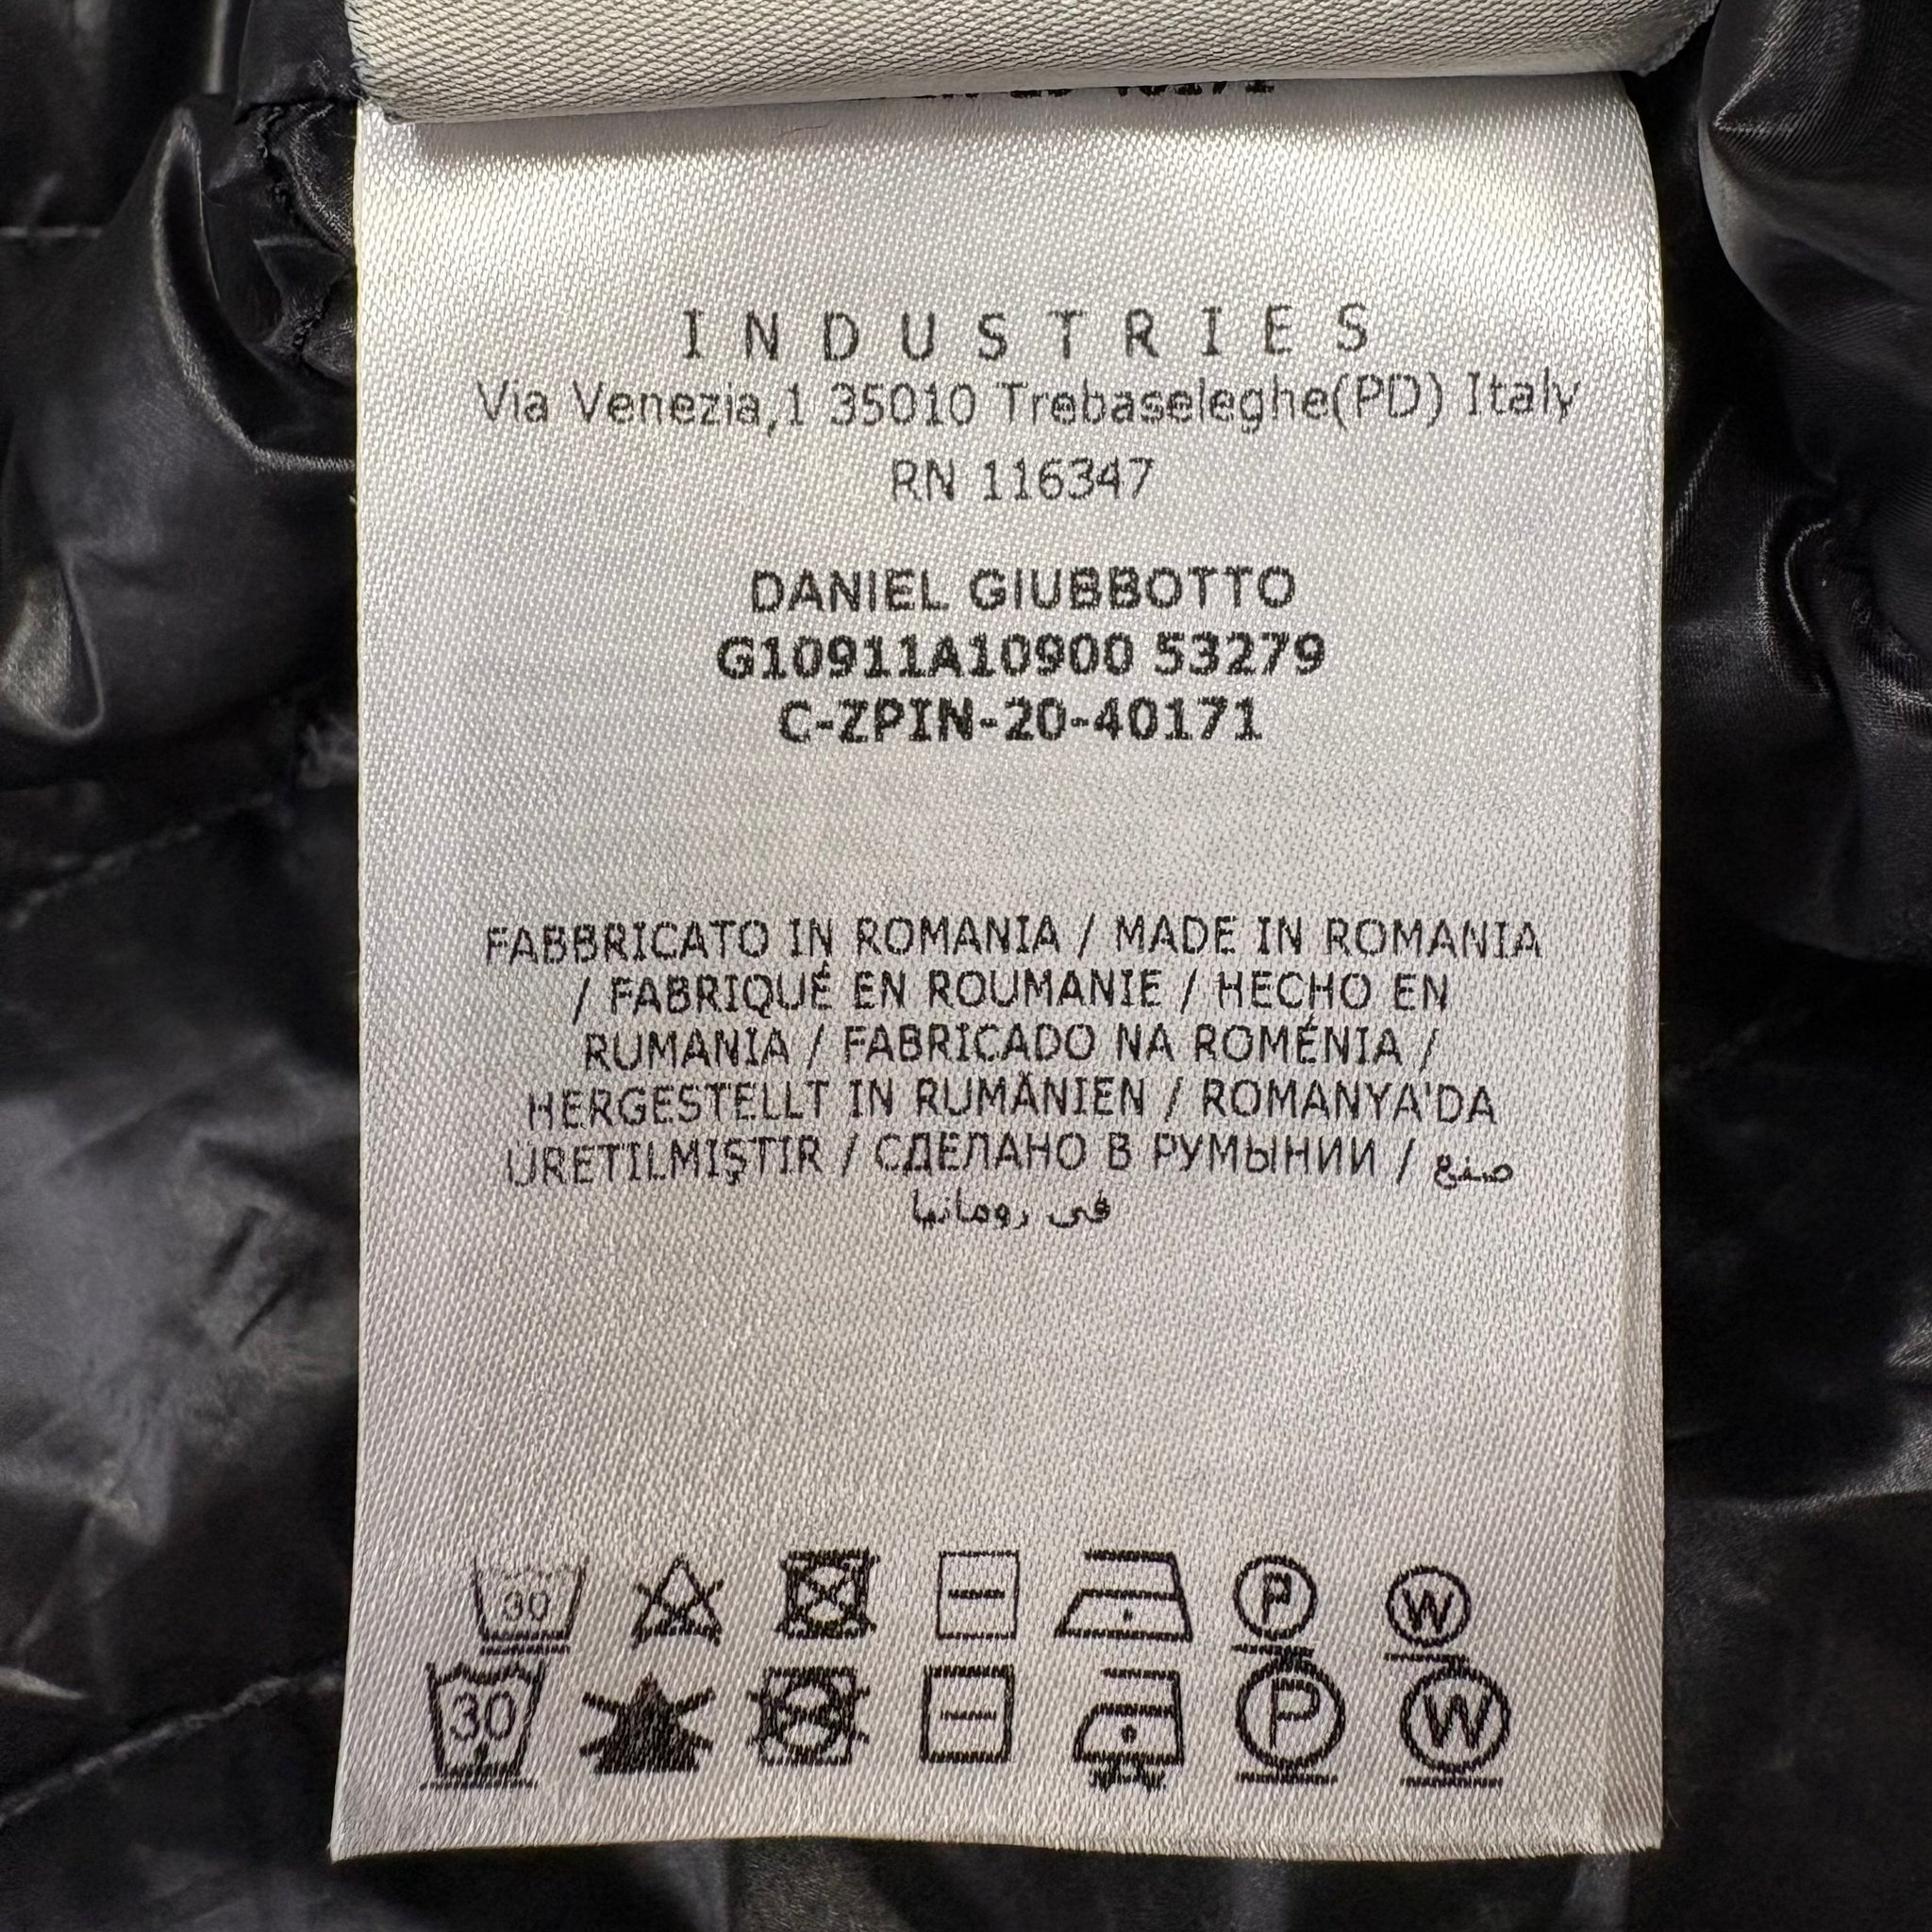 INDUSTRIES
Via Venezia,1 35010 Trebaseleghe(PD) Italy
RN 116347
DANIEL GIUBBOTTO
G10911A10900 53279
C-ZPIN-20-40171
FABBRICATO IN ROMANIA / MADE IN ROMANIA
/ FABRIQUÉ EN ROUMANIE / HECHO EN
RUMANIA / FABRICADO NA ROMÉNIA /
HERGESTELLT IN RUMÄNIEN / ROMANYA'DA
ÜRETILMIŞTIR / СДЕЛАНО В РУМЫНИИ / صنع
في رومانيا
30 P W
30 P W